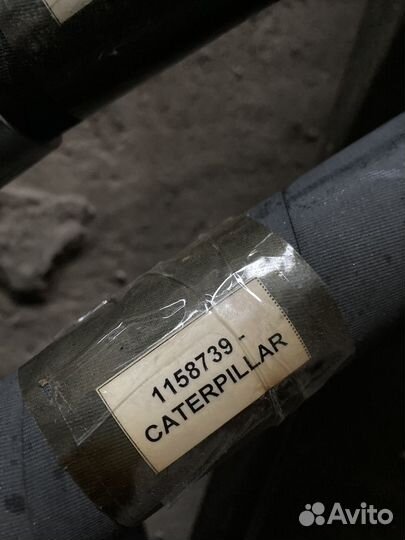 1158739 -
CATERPILLAR
Avito